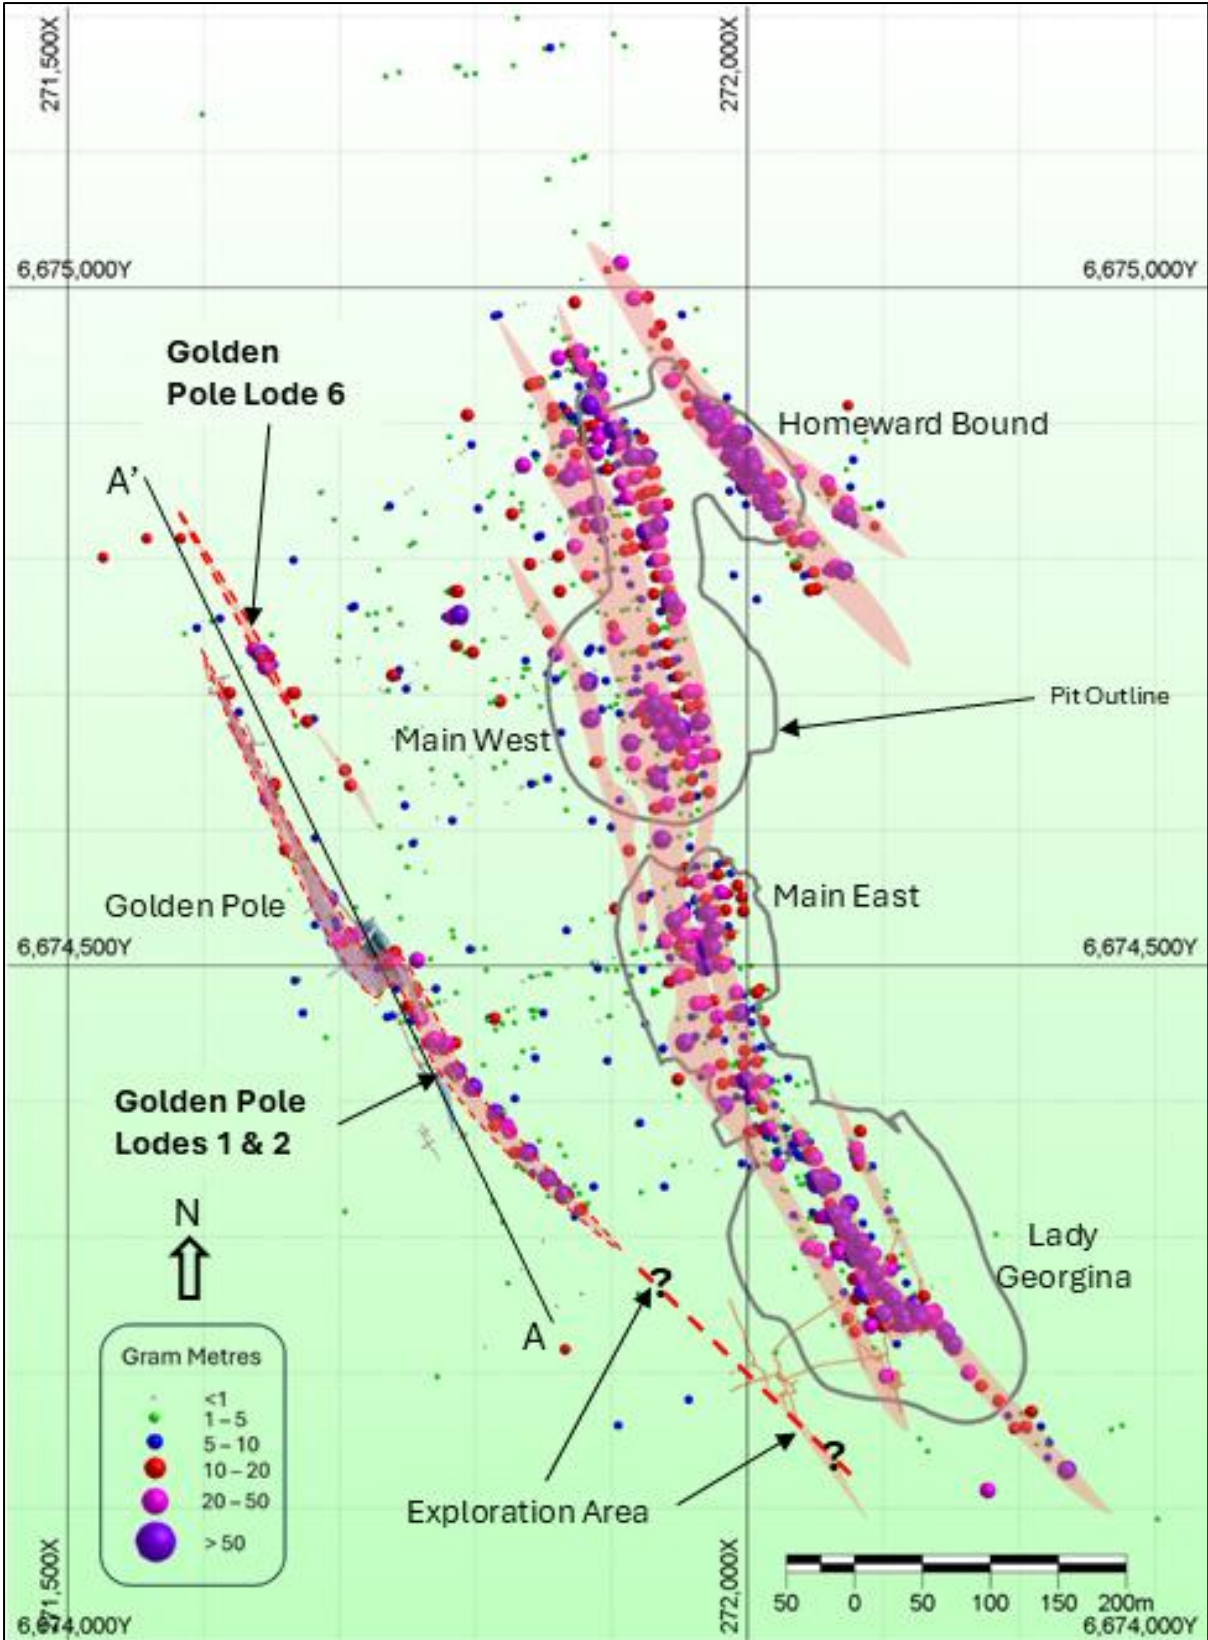 271,500X
272,000X
6,675,000Y
6,675,000Y
Golden
Pole Lode 6
Homeward Bound
A’
Pit Outline
Main West
Main East
Golden Pole
6,674,500Y
6,674,500Y
Golden Pole
Lodes 1 & 2
N
Lady
Georgina
?
A
Gram Metres
<1
1 – 5
5 – 10
10 – 20
20 – 50
> 50
?
Exploration Area
271,500X
272,000X
50 0 50 100 150 200m
6,674,000Y
6,674,000Y